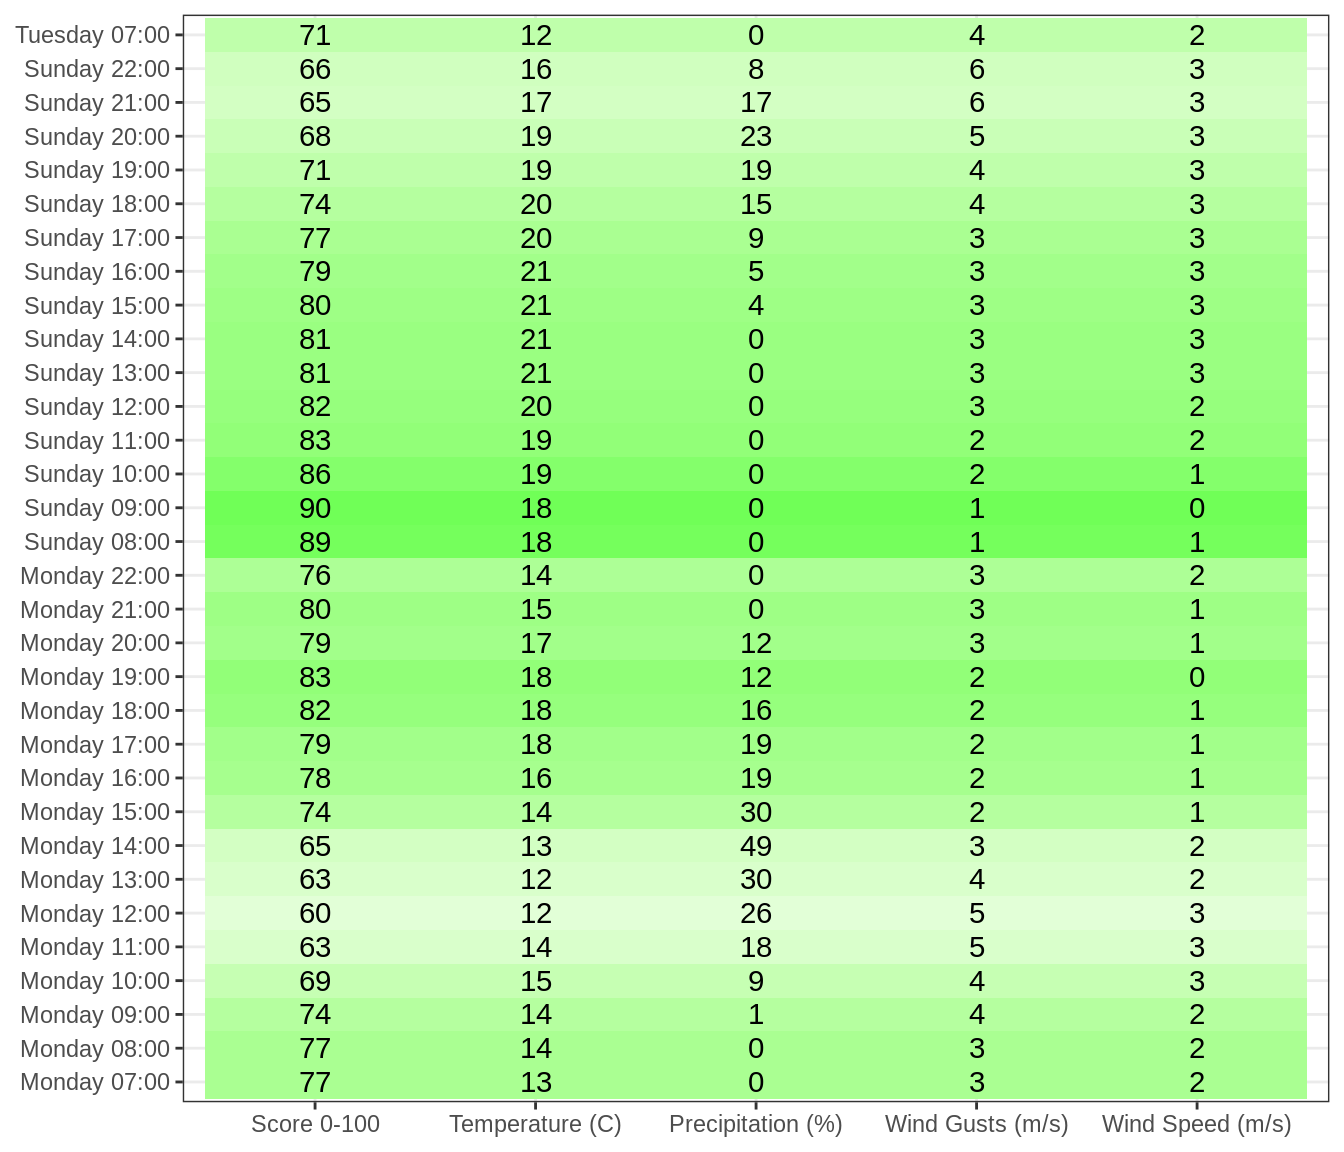 Tuesday 07:00 71 12 0 4 2
Sunday 22:00 66 16 8 6 3
Sunday 21:00 65 17 17 6 3
Sunday 20:00 68 19 23 5 3
Sunday 19:00 71 19 19 4 3
Sunday 18:00 74 20 15 4 3
Sunday 17:00 77 20 9 3 3
Sunday 16:00 79 21 5 3 3
Sunday 15:00 80 21 4 3 3
Sunday 14:00 81 21 0 3 3
Sunday 13:00 81 21 0 3 3
Sunday 12:00 82 20 0 3 2
Sunday 11:00 83 19 0 2 2
Sunday 10:00 86 19 0 2 1
Sunday 09:00 90 18 0 1 0
Sunday 08:00 89 18 0 1 1
Monday 22:00 76 14 0 3 2
Monday 21:00 80 15 0 3 1
Monday 20:00 79 17 12 3 1
Monday 19:00 83 18 12 2 0
Monday 18:00 82 18 16 2 1
Monday 17:00 79 18 19 2 1
Monday 16:00 78 16 19 2 1
Monday 15:00 74 14 30 2 1
Monday 14:00 65 13 49 3 2
Monday 13:00 63 12 30 4 2
Monday 12:00 60 12 26 5 3
Monday 11:00 63 14 18 5 3
Monday 10:00 69 15 9 4 3
Monday 09:00 74 14 1 4 2
Monday 08:00 77 14 0 3 2
Monday 07:00 77 13 0 3 2
Score 0-100 Temperature (C) Precipitation (%) Wind Gusts (m/s) Wind Speed (m/s)